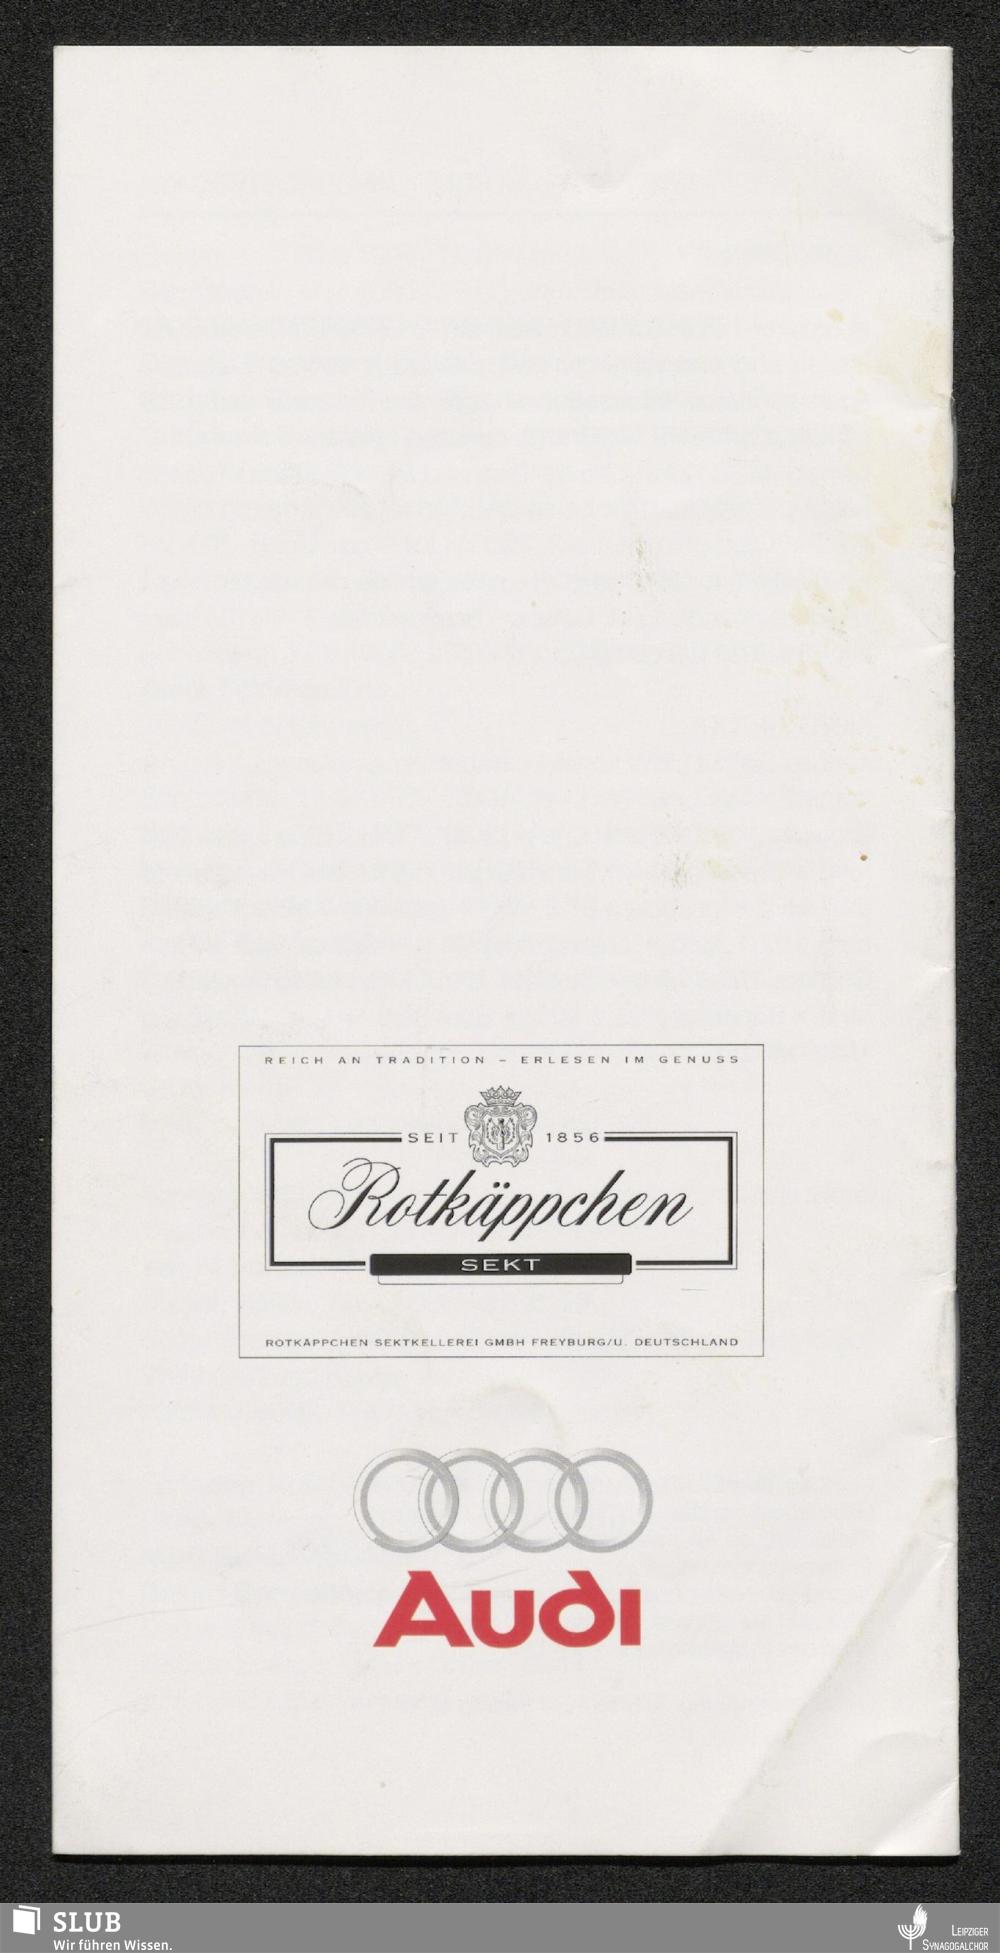 REICH AN TRADITION – ERLESEN IM GENUSS
SEIT 1856
Rotkäppchen
SEKT
ROTKÄPPCHEN SEKTKELLEREI GMBH FREYBURG/U. DEUTSCHLAND
Audi
SLUB
Wir führen Wissen.
LEIPZIGER
SYNAGOGALCHOR